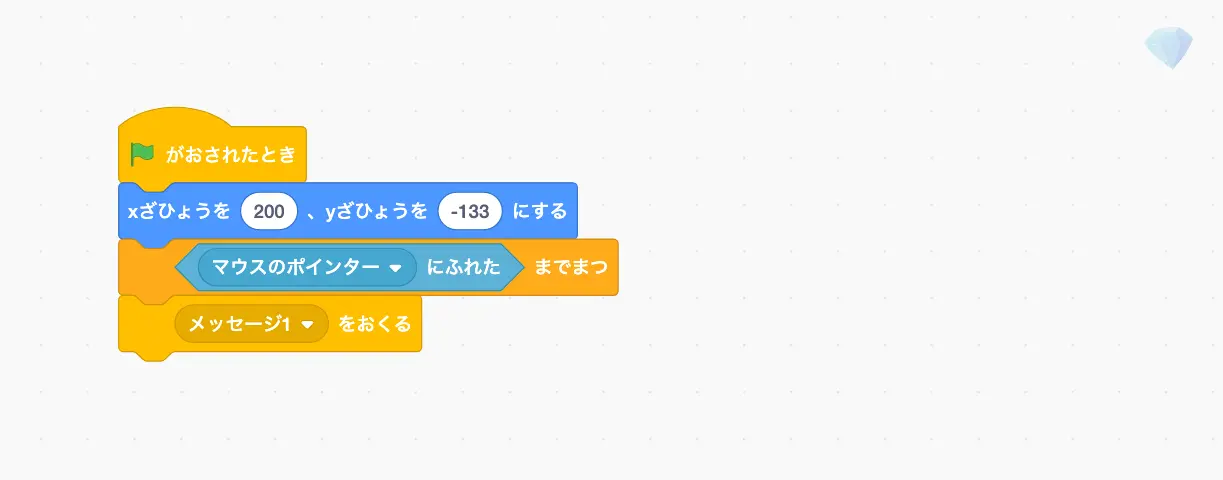 がおされたとき
xざひょうを 200 、yざひょうを -133 にする
マウスのポインター にふれた までまつ
メッセージ1 をおくる